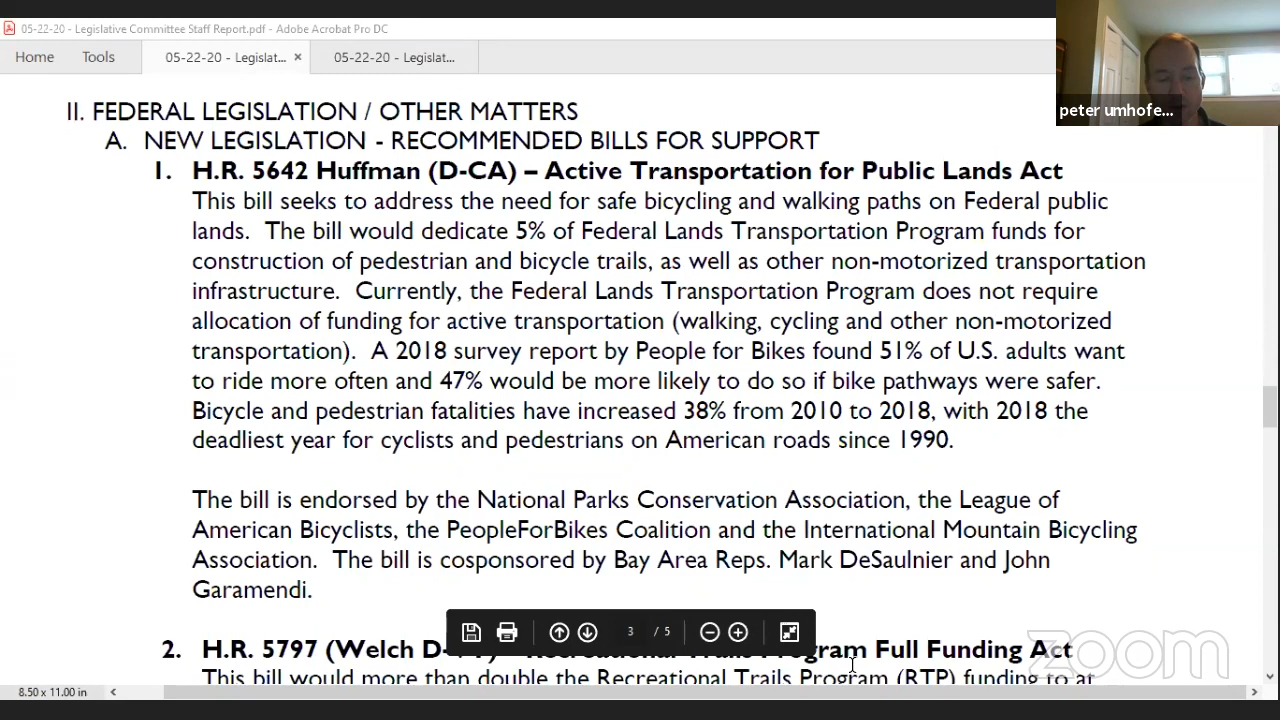 05-22-20 - Legislative Committee Staff Report.pdf - Adobe Acrobat Pro DC
Home Tools 05-22-20 - Legislat... × 05-22-20 - Legislat...
peter umhofe...
II. FEDERAL LEGISLATION / OTHER MATTERS
A. NEW LEGISLATION - RECOMMENDED BILLS FOR SUPPORT
1. H.R. 5642 Huffman (D-CA) – Active Transportation for Public Lands Act
This bill seeks to address the need for safe bicycling and walking paths on Federal public
lands. The bill would dedicate 5% of Federal Lands Transportation Program funds for
construction of pedestrian and bicycle trails, as well as other non-motorized transportation
infrastructure. Currently, the Federal Lands Transportation Program does not require
allocation of funding for active transportation (walking, cycling and other non-motorized
transportation). A 2018 survey report by People for Bikes found 51% of U.S. adults want
to ride more often and 47% would be more likely to do so if bike pathways were safer.
Bicycle and pedestrian fatalities have increased 38% from 2010 to 2018, with 2018 the
deadliest year for cyclists and pedestrians on American roads since 1990.
The bill is endorsed by the National Parks Conservation Association, the League of
American Bicyclists, the PeopleForBikes Coalition and the International Mountain Bicycling
Association. The bill is cosponsored by Bay Area Reps. Mark DeSaulnier and John
Garamendi.
3 / 5
2. H.R. 5797 (Welch Recreational Trails Program Full Funding Act
This bill would more than double the Recreational Trails Program (RTP) funding to at
zoom
8.50 x 11.00 in